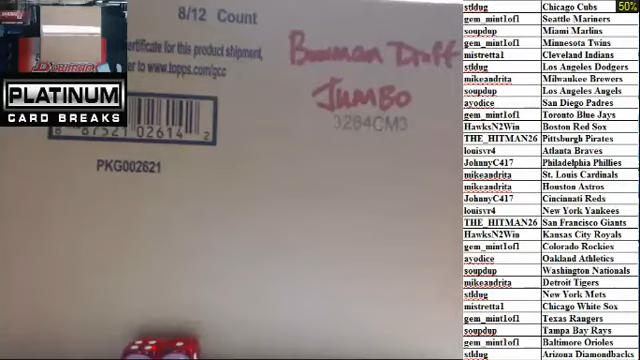 8/12 Count
ertificate for this product shipment,
www.topps.com/gcc
Bowman Draft
Jumbo
3264CM3
PLATINUM
CARD BREAKS
8 87521 02614 2
PKG002621
50%
stldug Chicago Cubs
gem_mint1of1 Seattle Mariners
soupdup Miami Marlins
gem_mint1of1 Minnesota Twins
mistretta1 Cleveland Indians
stldug Los Angeles Dodgers
mikeandrita Milwaukee Brewers
soupdup Los Angeles Angels
ayodice San Diego Padres
gem_mint1of1 Toronto Blue Jays
HawksN2Win Boston Red Sox
THE_HITMAN26 Pittsburgh Pirates
louisvr4 Atlanta Braves
JohnnyC417 Philadelphia Phillies
mikeandrita St. Louis Cardinals
mikeandrita Houston Astros
JohnnyC417 Cincinnati Reds
louisvr4 New York Yankees
THE_HITMAN26 San Francisco Giants
HawksN2Win Kansas City Royals
gem_mint1of1 Colorado Rockies
ayodice Oakland Athletics
soupdup Washington Nationals
mikeandrita Detroit Tigers
stldug New York Mets
mistretta1 Chicago White Sox
gem_mint1of1 Texas Rangers
soupdup Tampa Bay Rays
gem_mint1of1 Baltimore Orioles
stldug Arizona Diamondbacks